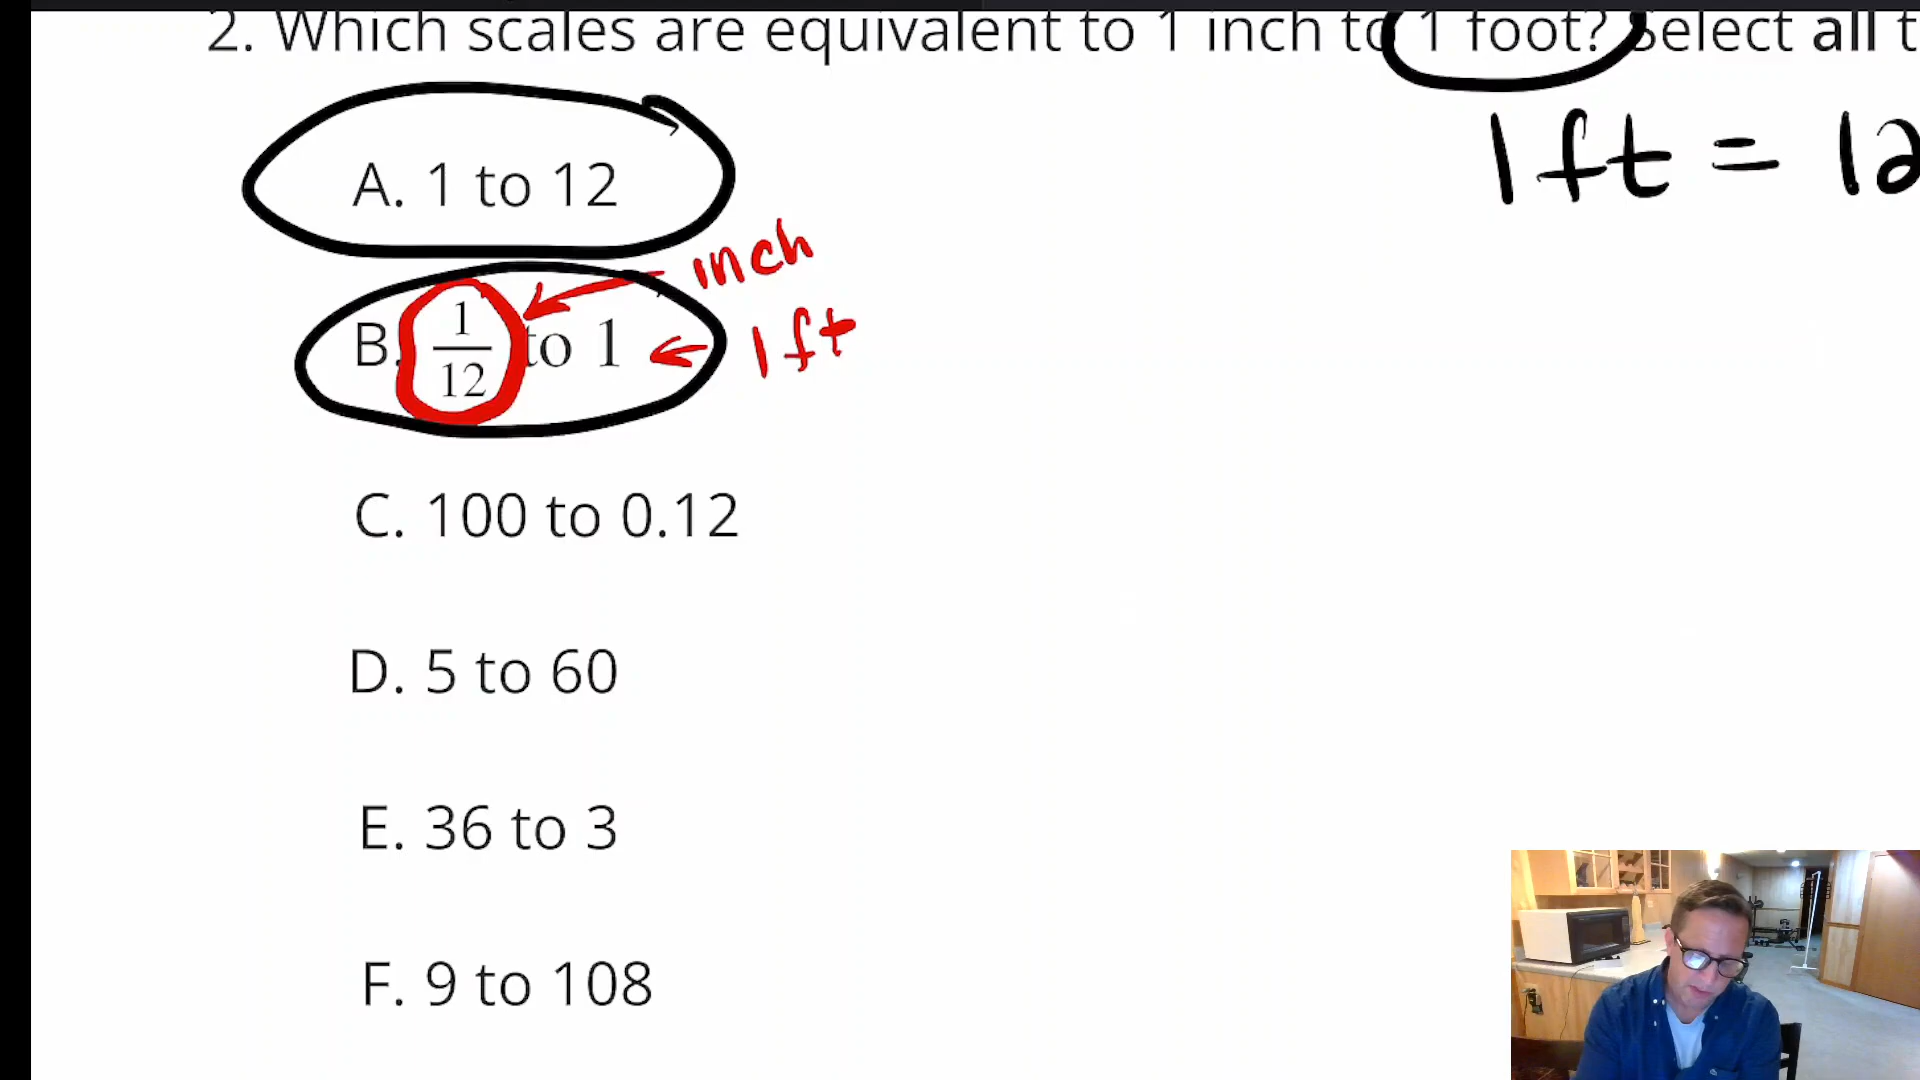 2. Which scales are equivalent to 1 inch to 1 foot? Select all t
1 ft = 12
A. 1 to 12
inch
B. 1/12 to 1
1 ft
C. 100 to 0.12
D. 5 to 60
E. 36 to 3
F. 9 to 108